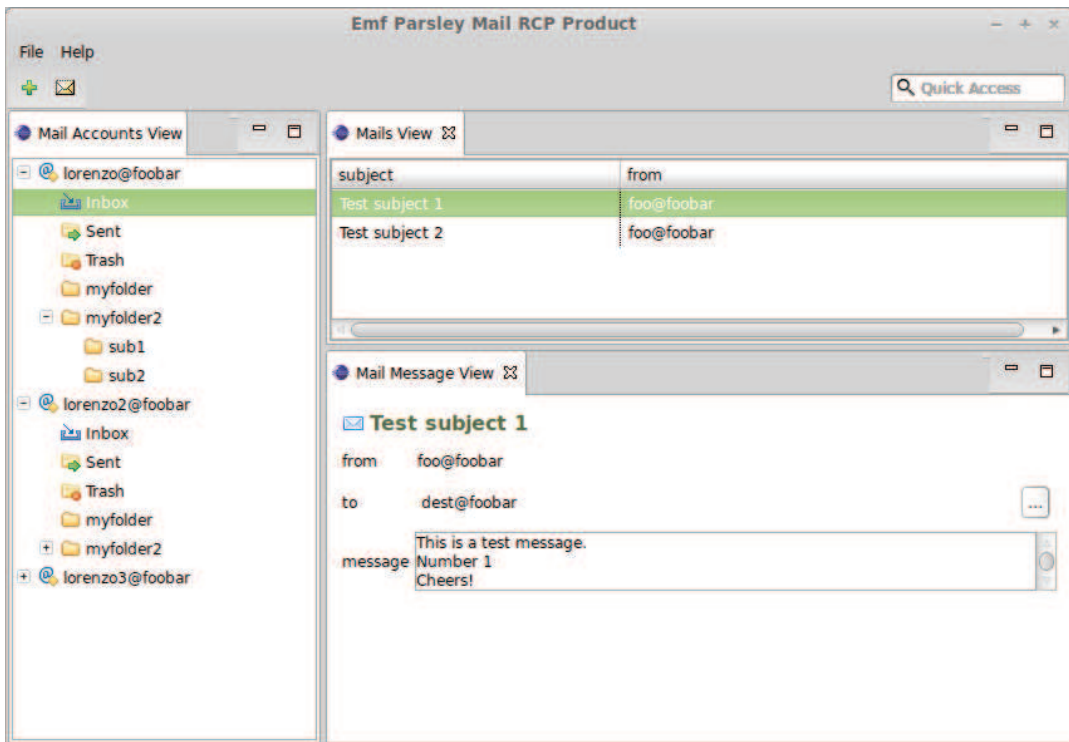 Emf Parsley Mail RCP Product
File Help
Quick Access
Mail Accounts View
lorenzo@foobar
Inbox
Sent
Trash
myfolder
myfolder2
sub1
sub2
lorenzo2@foobar
Inbox
Sent
Trash
myfolder
myfolder2
lorenzo3@foobar
Mails View
subject from
Test subject 1 foo@foobar
Test subject 2 foo@foobar
Mail Message View
Test subject 1
from foo@foobar
to dest@foobar
...
message This is a test message.
Number 1
Cheers!